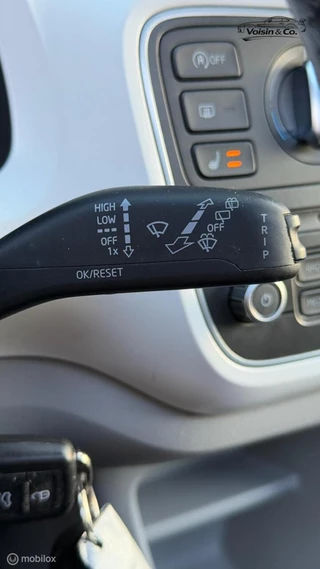 Voisin & Co.
OFF
HIGH
LOW
OFF
1x
OFF
TRIP
OK/RESET
mobilox